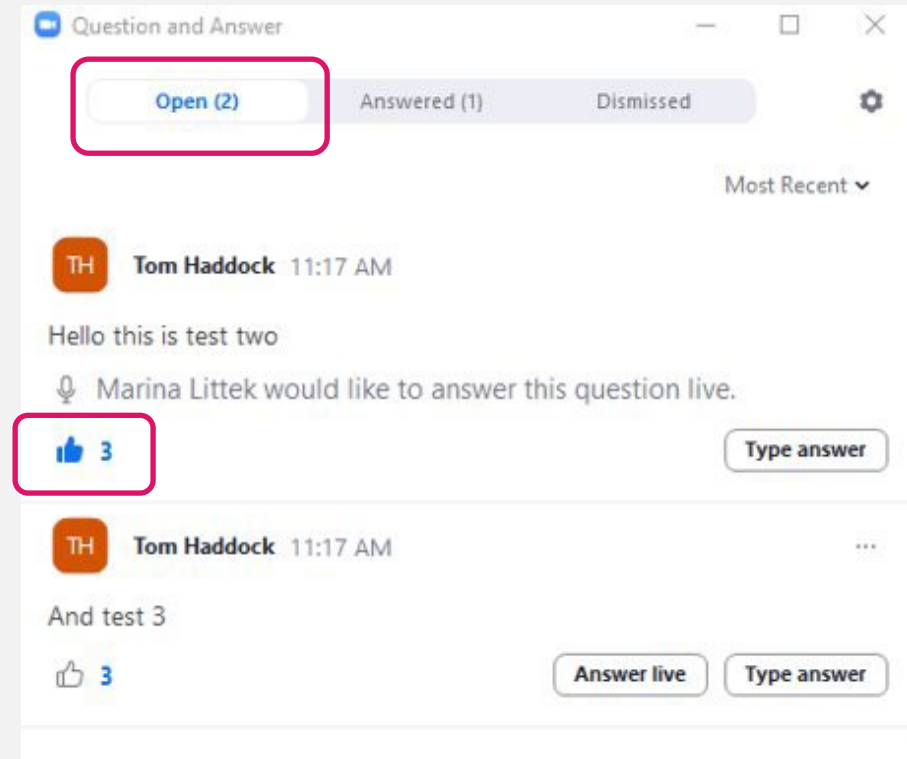 Question and Answer
Open (2) Answered (1) Dismissed
Most Recent
TH Tom Haddock 11:17 AM
Hello this is test two
Marina Littek would like to answer this question live.
3 Type answer
TH Tom Haddock 11:17 AM ...
And test 3
3 Answer live Type answer